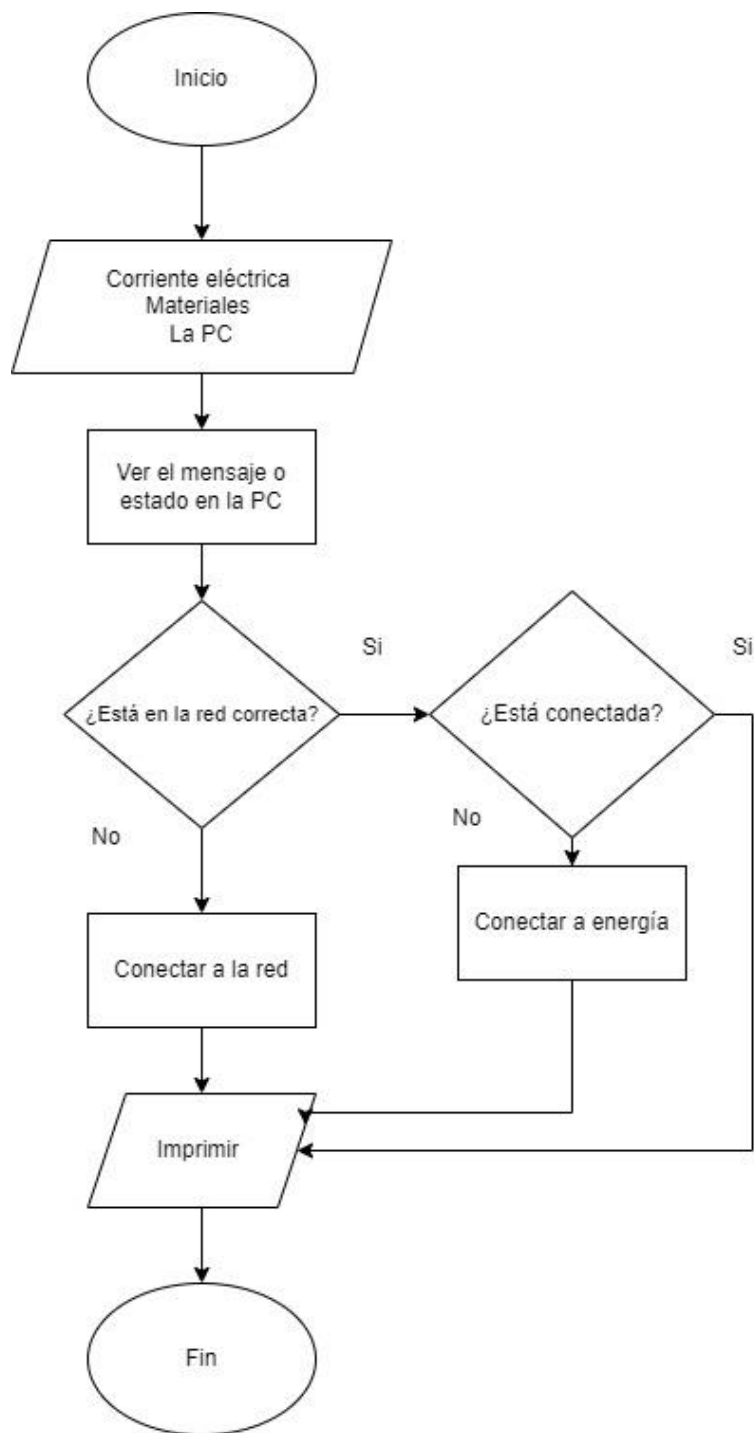 Inicio
Corriente eléctrica
Materiales
La PC
Ver el mensaje o
estado en la PC
¿Está en la red correcta?
Si
¿Está conectada?
Si
No
No
Conectar a energía
Conectar a la red
Imprimir
Fin